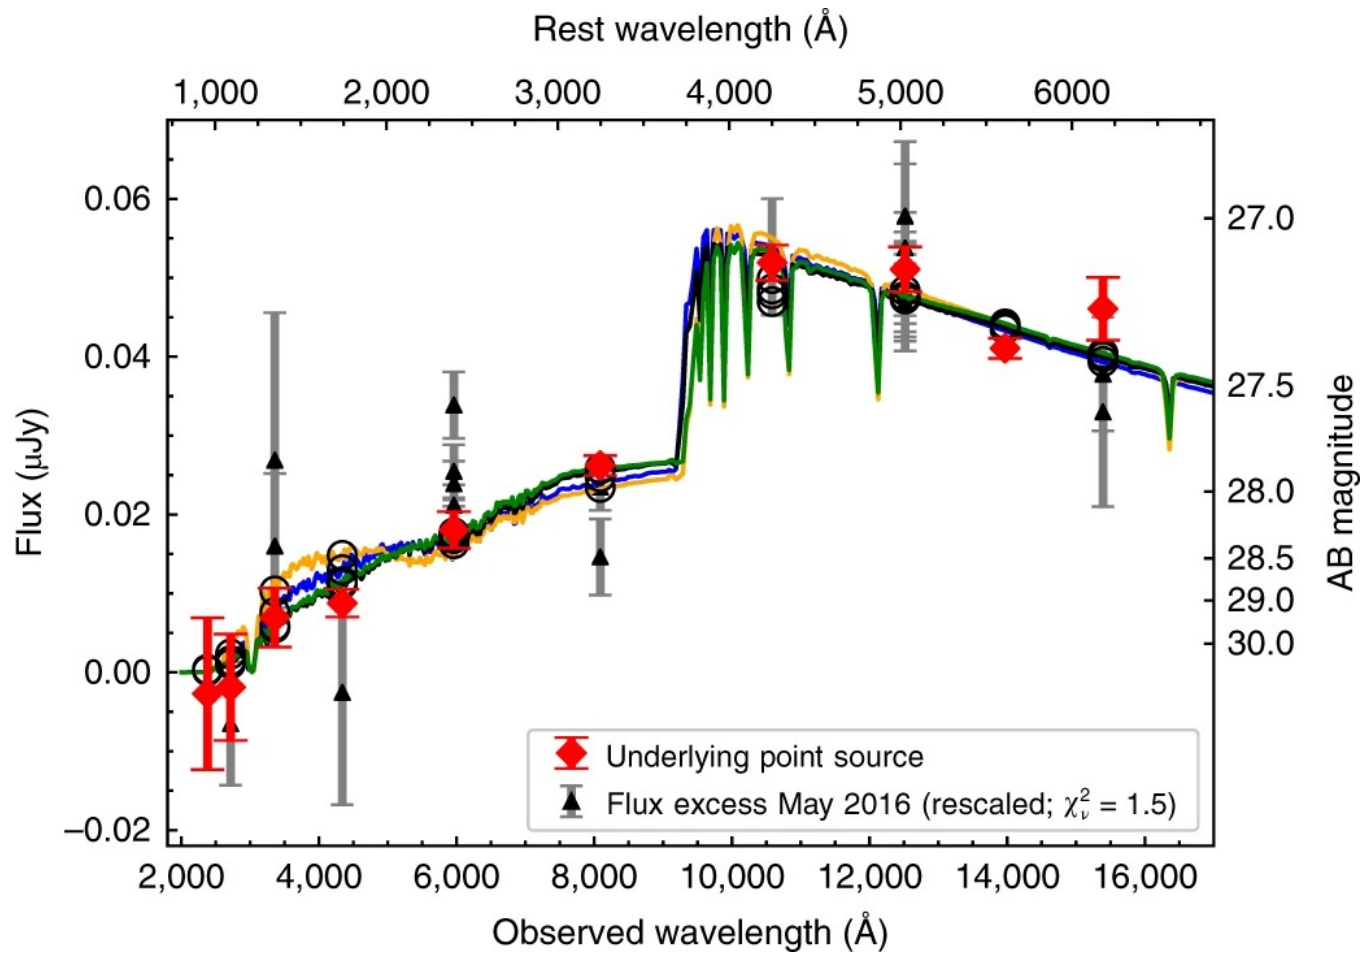 Rest wavelength (Å)
1,000 2,000 3,000 4,000 5,000 6000
0.06
0.04
0.02
0.00
−0.02
Flux (μJy)
27.0
27.5
28.0
28.5
29.0
30.0
AB magnitude
Underlying point source
Flux excess May 2016 (rescaled; χ²ᵥ = 1.5)
2,000 4,000 6,000 8,000 10,000 12,000 14,000 16,000
Observed wavelength (Å)